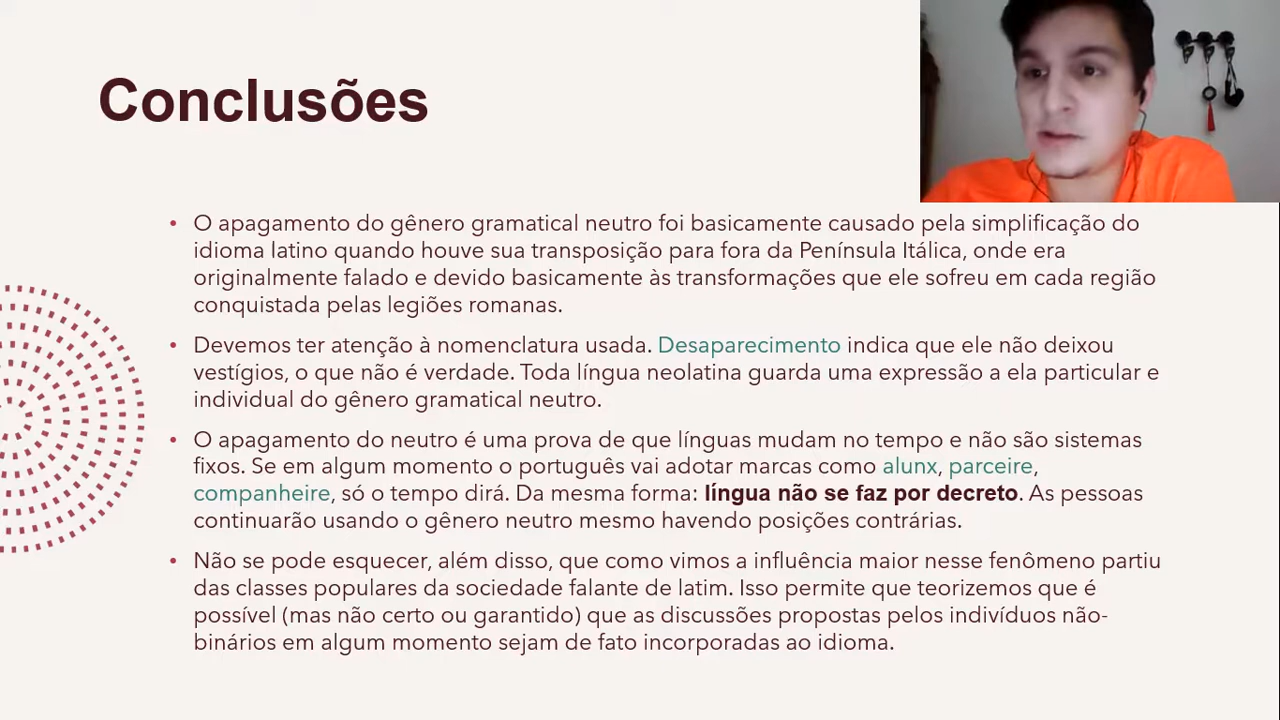 Conclusões
• O apagamento do gênero gramatical neutro foi basicamente causado pela simplificação do
idioma latino quando houve sua transposição para fora da Península Itálica, onde era
originalmente falado e devido basicamente às transformações que ele sofreu em cada região
conquistada pelas legiões romanas.
• Devemos ter atenção à nomenclatura usada. Desaparecimento indica que ele não deixou
vestígios, o que não é verdade. Toda língua neolatina guarda uma expressão a ela particular e
individual do gênero gramatical neutro.
• O apagamento do neutro é uma prova de que línguas mudam no tempo e não são sistemas
fixos. Se em algum momento o português vai adotar marcas como alunx, parceire,
companheire, só o tempo dirá. Da mesma forma: língua não se faz por decreto. As pessoas
continuarão usando o gênero neutro mesmo havendo posições contrárias.
• Não se pode esquecer, além disso, que como vimos a influência maior nesse fenômeno partiu
das classes populares da sociedade falante de latim. Isso permite que teorizemos que é
possível (mas não certo ou garantido) que as discussões propostas pelos indivíduos não-
binários em algum momento sejam de fato incorporadas ao idioma.